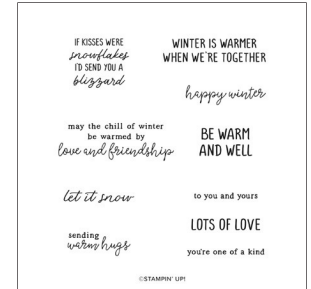 IF KISSES WERE
snowflakes
I'D SEND YOU A
blizzard
WINTER IS WARMER
WHEN WE'RE TOGETHER
happy winter
may the chill of winter
be warmed by
love and friendship
BE WARM
AND WELL
let it snow
to you and yours
sending
warm hugs
LOTS OF LOVE
you're one of a kind
©STAMPIN' UP!